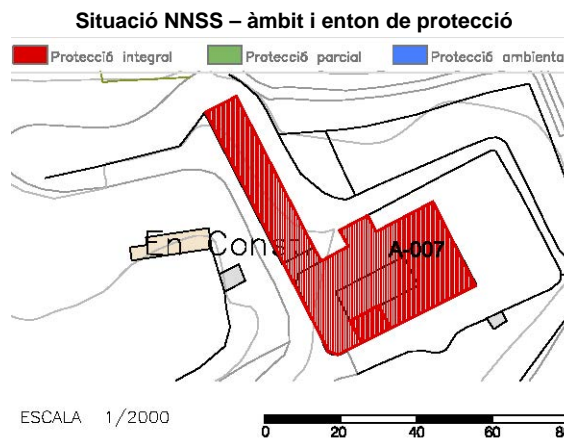 Situació NNSS – àmbit i enton de protecció
Protecció integral Protecció parcial Protecció ambienta
En Const
A-007
ESCALA 1/2000
0 20 40 60 80